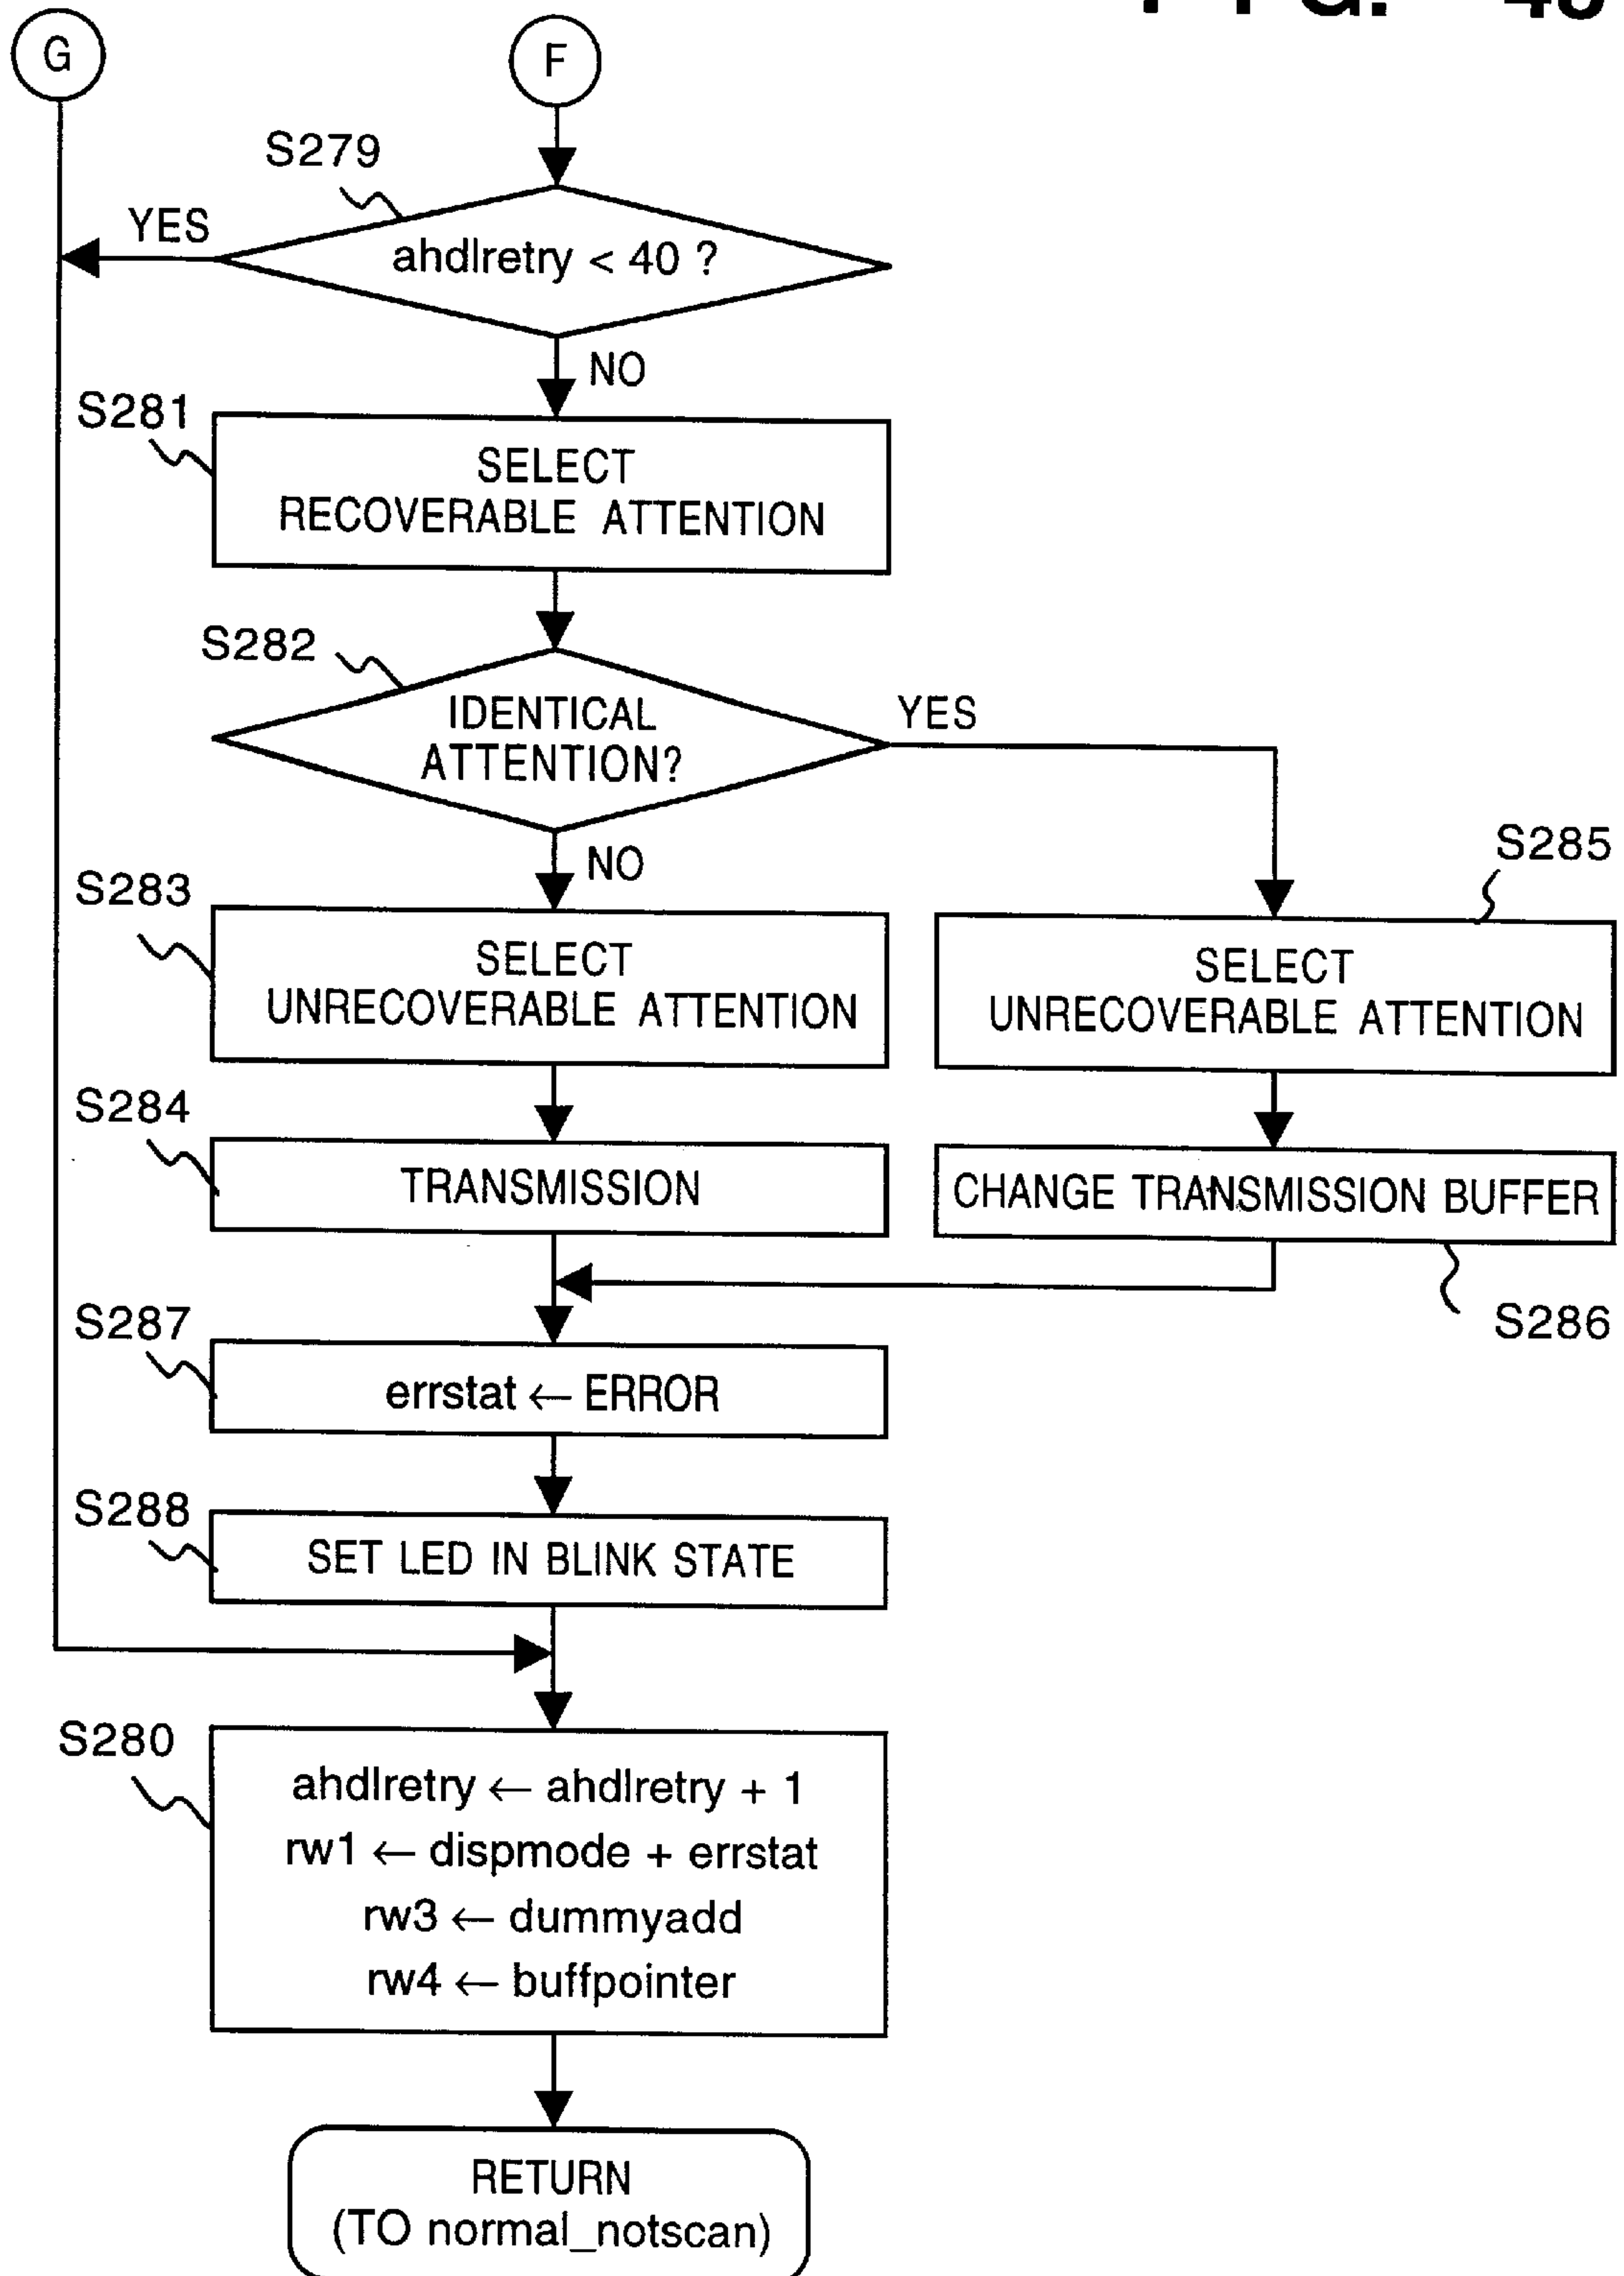 G
F
S279
YES
ahdlretry < 40 ?
NO
S281
SELECT
RECOVERABLE ATTENTION
S282
IDENTICAL
ATTENTION?
YES
NO
S283
SELECT
UNRECOVERABLE ATTENTION
S285
SELECT
UNRECOVERABLE ATTENTION
S284
TRANSMISSION
CHANGE TRANSMISSION BUFFER
S286
S287
errstat ← ERROR
S288
SET LED IN BLINK STATE
S280
ahdlretry ← ahdlretry + 1
rw1 ← dispmode + errstat
rw3 ← dummyadd
rw4 ← buffpointer
RETURN
(TO normal_notscan)